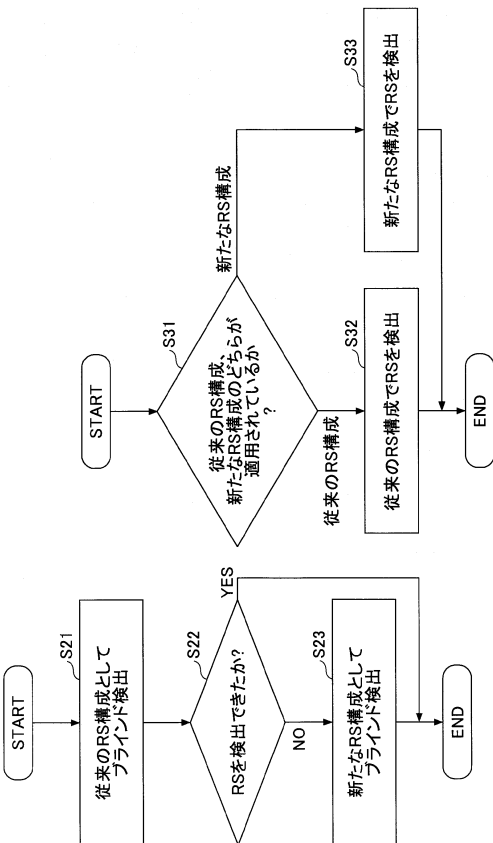 START
S21
従来のRS構成として
ブラインド検出
S22
RSを検出できたか?
YES
NO
S23
新たなRS構成として
ブラインド検出
END
START
S31
従来のRS構成、
新たなRS構成のどちらが
適用されているか
?
新たなRS構成
従来のRS構成
S32
従来のRS構成でRSを検出
S33
新たなRS構成でRSを検出
END